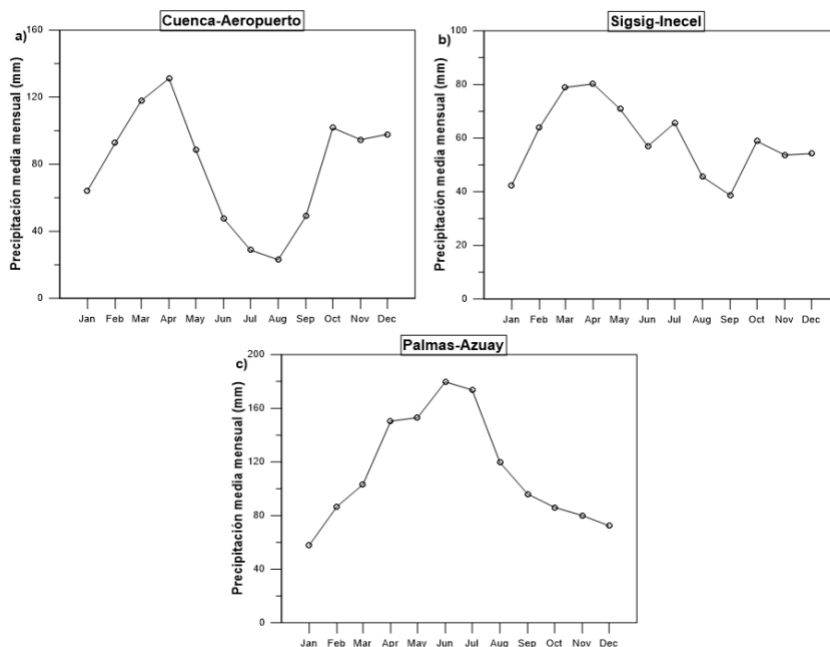 Cuenca-Aeropuerto
a)
Precipitación media mensual (mm)
160
120
80
40
0
Jan Feb Mar Apr May Jun Jul Aug Sep Oct Nov Dec
Sigsig-Inecel
b)
Precipitación media mensual (mm)
100
80
60
40
20
0
Jan Feb Mar Apr May Jun Jul Aug Sep Oct Nov Dec
Palmas-Azuay
c)
Precipitación media mensual (mm)
200
160
120
80
40
0
Jan Feb Mar Apr May Jun Jul Aug Sep Oct Nov Dec